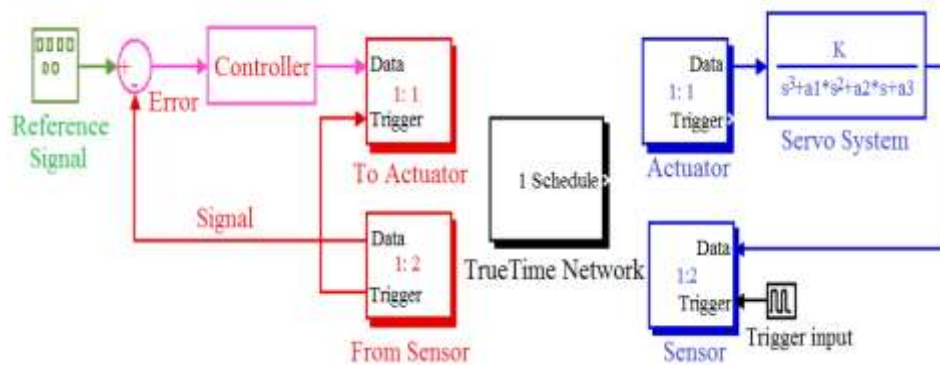 Reference
Signal
+
-
Error
Controller
Data
1: 1
Trigger
To Actuator
Signal
Data
1: 2
Trigger
From Sensor
1 Schedule
TrueTime Network
Data
1: 1
Trigger
Actuator
K
s³+a1*s²+a2*s+a3
Servo System
Data
1:2
Trigger
Sensor
Trigger input